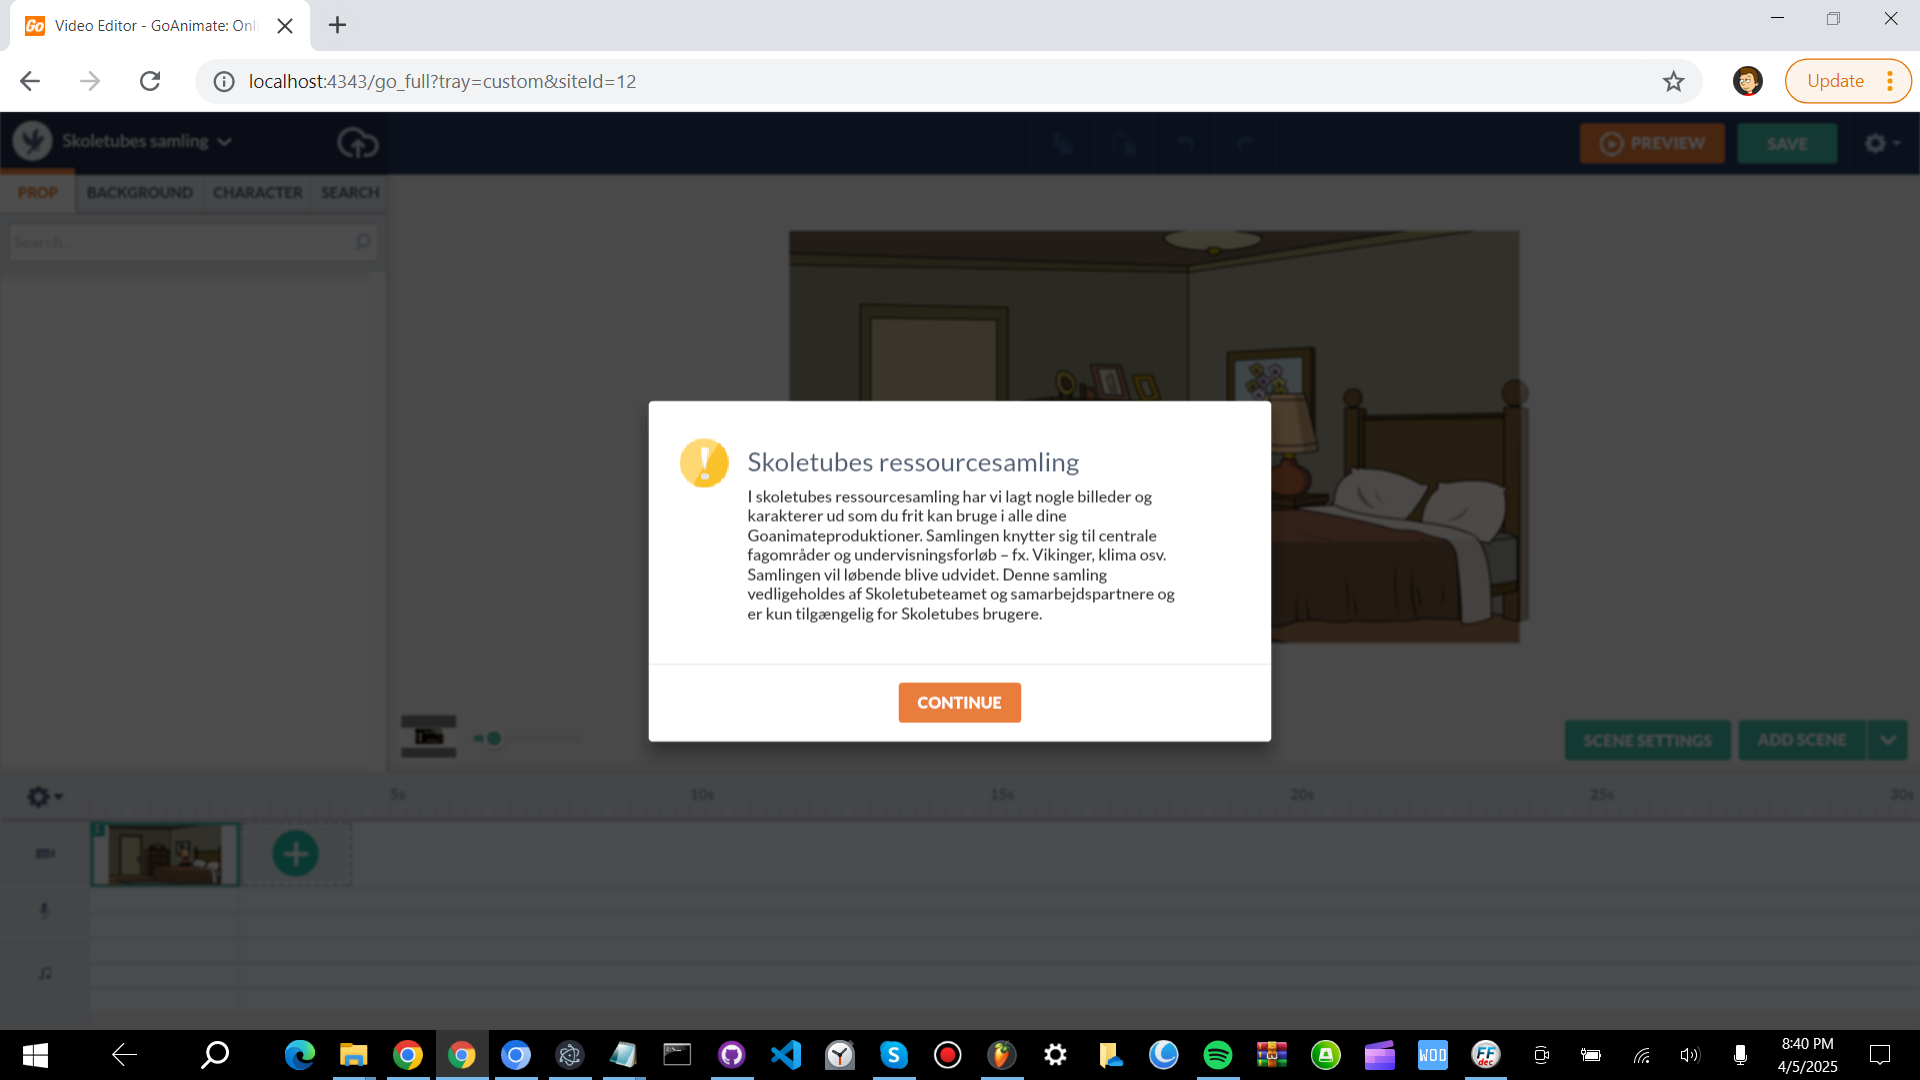 Video Editor - GoAnimate: Onli
localhost:4343/go_full?tray=custom&siteId=12
Update
Skoletubes samling
PREVIEW
SAVE
PROP
BACKGROUND
CHARACTER
SEARCH
Search...
Skoletubes ressourcesamling
I skoletubes ressourcesamling har vi lagt nogle billeder og
karakterer ud som du frit kan bruge i alle dine
Goanimateproduktioner. Samlingen knytter sig til centrale
fagområder og undervisningsforløb – fx. Vikinger, klima osv.
Samlingen vil løbende blive udvidet. Denne samling
vedligeholdes af Skoletubeteamet og samarbejdspartnere og
er kun tilgængelig for Skoletubes brugere.
CONTINUE
SCENE SETTINGS
ADD SCENE
5s
10s
15s
20s
25s
30s
1
8:40 PM
4/5/2025